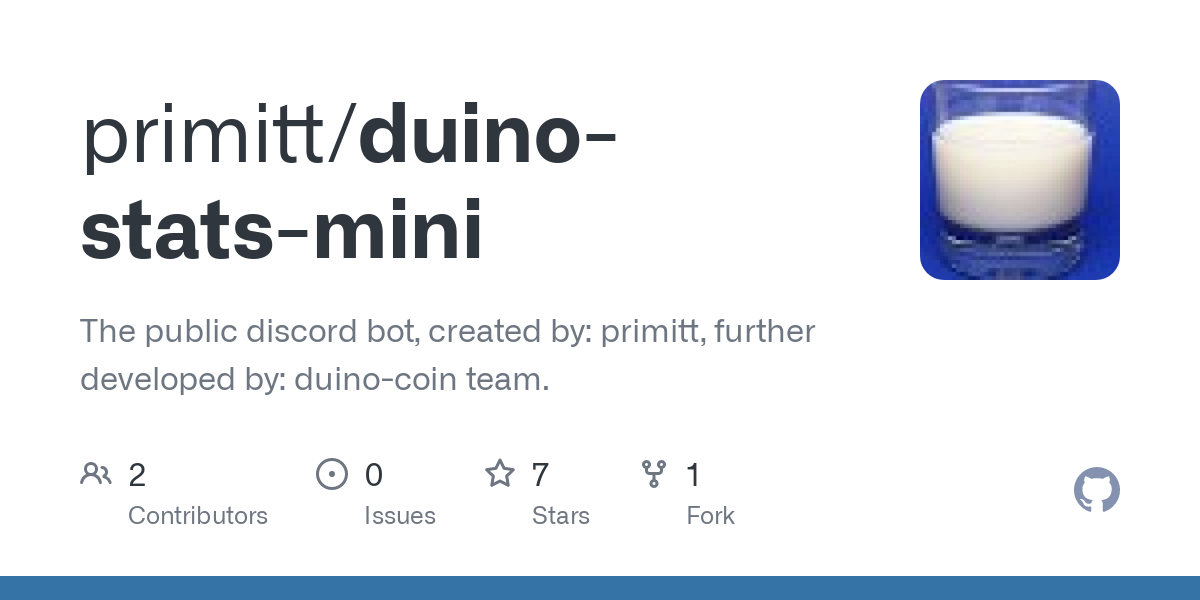 primitt/duino-
stats-mini
The public discord bot, created by: primitt, further
developed by: duino-coin team.
2 0 7 1
Contributors Issues Stars Fork